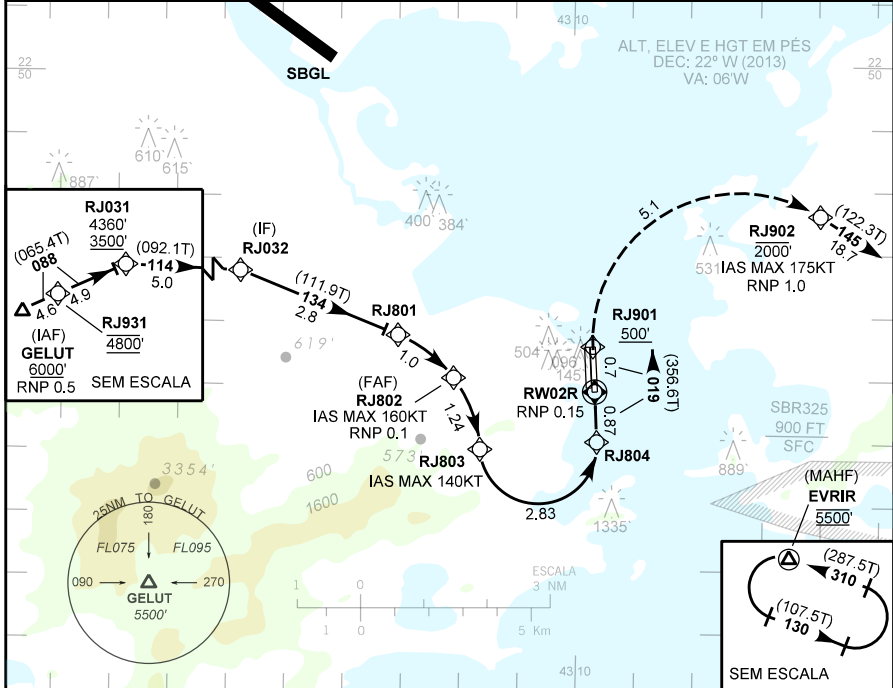 43 10
ALT, ELEV E HGT EM PÉS
DEC: 22º W (2013)
VA: 06'W
22
50
22
50
SBGL
610'
615'
887'
400'
384'
RJ031
4360'
3500'
(092.1T)
114
5.0
(065.4T)
088
4.6
4.9
(IAF)
GELUT
6000'
RNP 0.5
RJ931
4800'
SEM ESCALA
(IF)
RJ032
(111.9T)
134
2.8
RJ801
1.0
619'
(FAF)
RJ802
IAS MAX 160KT
RNP 0.1
1.24
573'
RJ803
IAS MAX 140KT
2.83
RJ804
0.87
RW02R
RNP 0.15
504'
096
145
0.7
019
(356.6T)
RJ901
500'
5.1
531
RJ902
2000'
IAS MAX 175KT
RNP 1.0
(122.3T)
145
18.7
SBR325
900 FT
SFC
889'
1335'
(MAHF)
EVRIR
5500'
(287.5T)
310
(107.5T)
130
SEM ESCALA
3354'
600
1600
25NM TO GELUT
180
FL075
FL095
090
270
GELUT
5500'
ESCALA
1 0 3 NM
1 0 5 Km
43 10